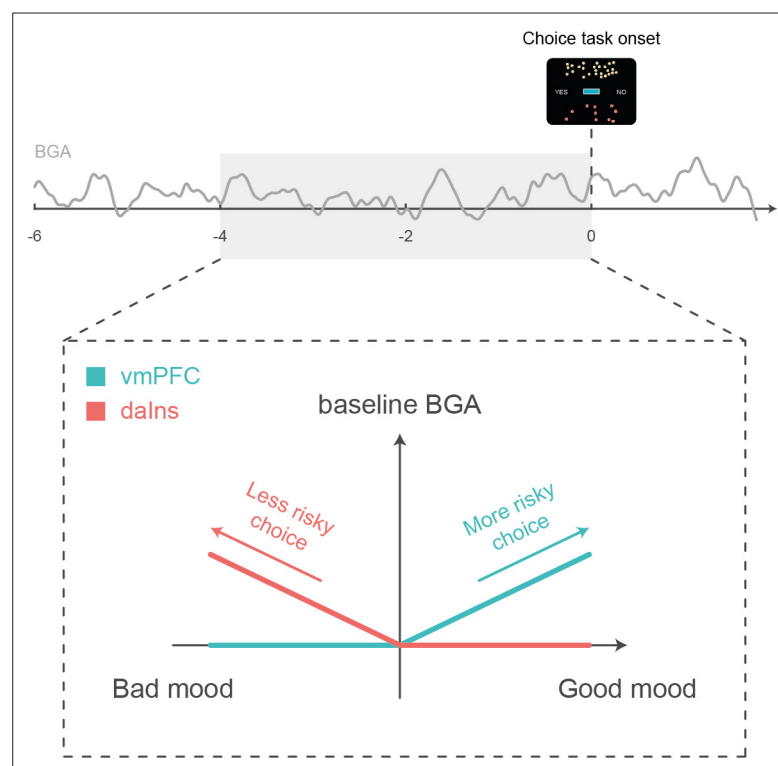 Choice task onset
YES
NO
BGA
-6
-4
-2
0
vmPFC
daIns
baseline BGA
Less risky
choice
More risky
choice
Bad mood
Good mood